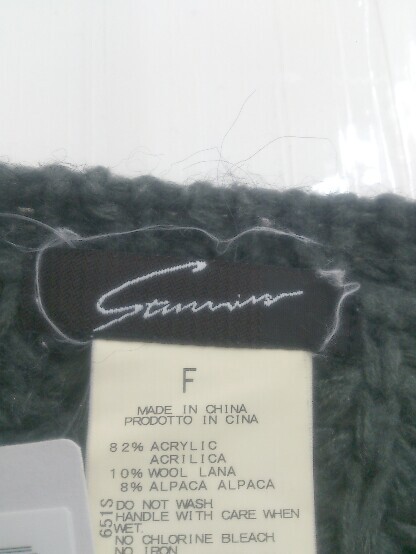 Stunning
F
MADE IN CHINA
PRODOTTO IN CINA
82% ACRYLIC
ACRILICA
10% WOOL LANA
8% ALPACA ALPACA
651S
DO NOT WASH
HANDLE WITH CARE WHEN
WET.
NO CHLORINE BLEACH
NO IRON